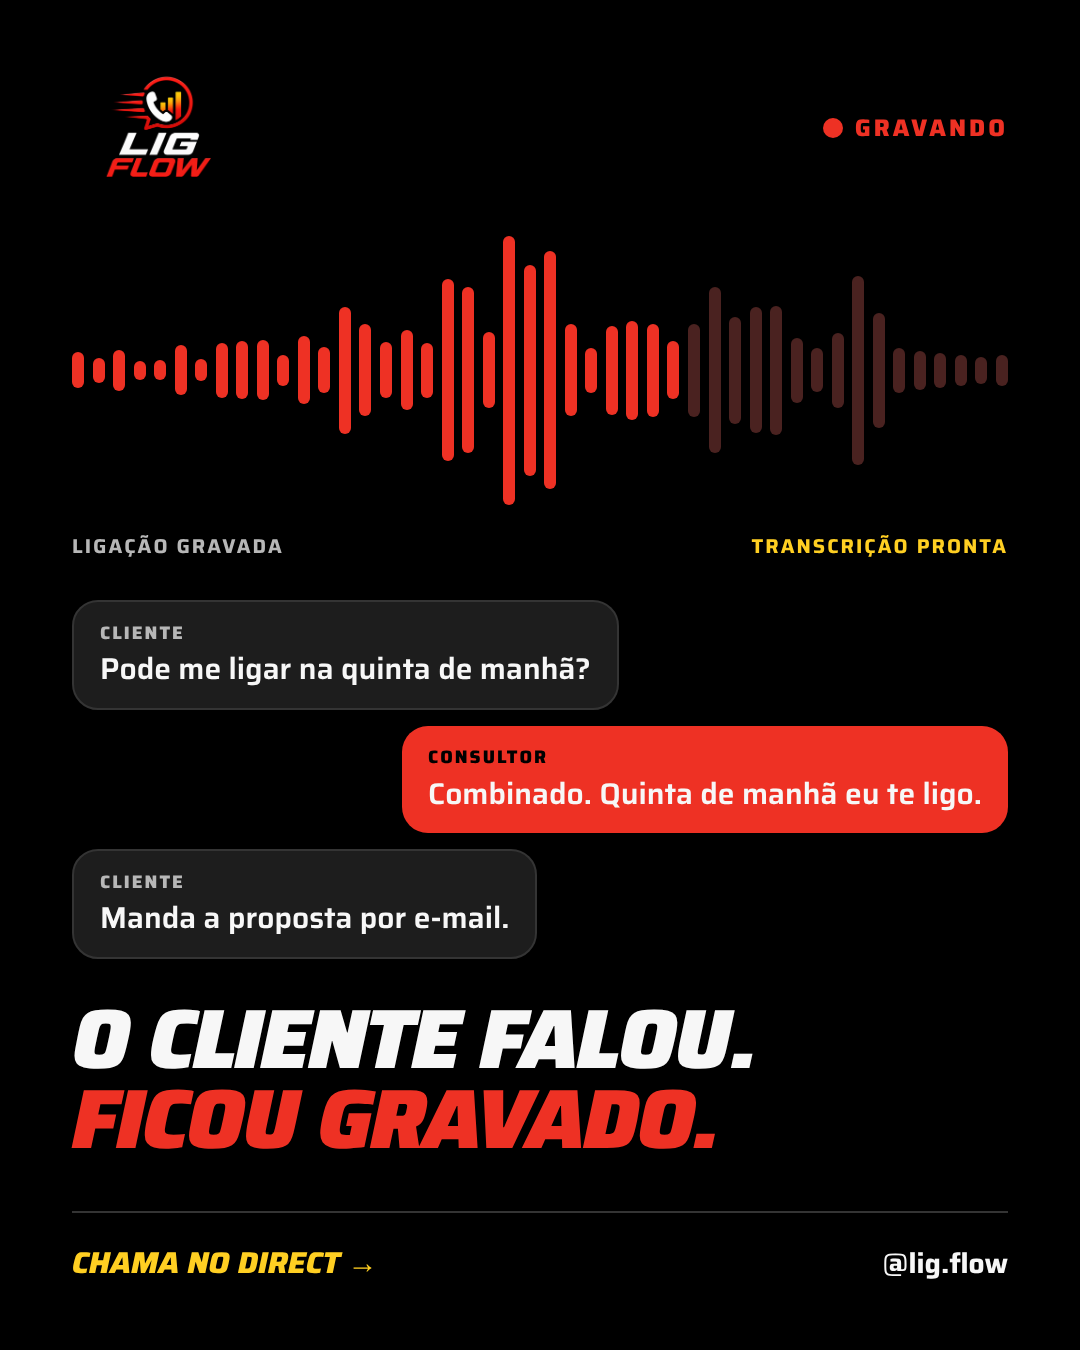 LIG
FLOW
GRAVANDO
LIGAÇÃO GRAVADA
TRANSCRIÇÃO PRONTA
CLIENTE
Pode me ligar na quinta de manhã?
CONSULTOR
Combinado. Quinta de manhã eu te ligo.
CLIENTE
Manda a proposta por e-mail.
O CLIENTE FALOU.
FICOU GRAVADO.
CHAMA NO DIRECT →
@lig.flow